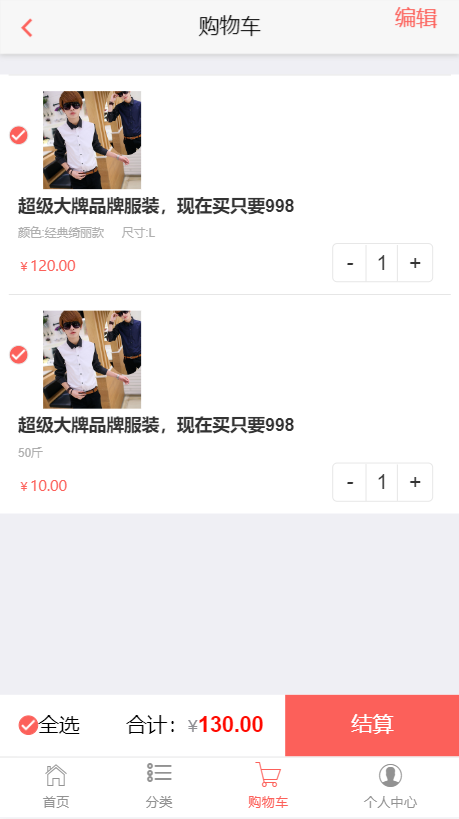 购物车
编辑
超级大牌品牌服装，现在买只要998
颜色:经典绮丽款 尺寸:L
￥120.00
- 1 +
超级大牌品牌服装，现在买只要998
50斤
￥10.00
- 1 +
全选 合计：¥130.00 结算
首页 分类 购物车 个人中心